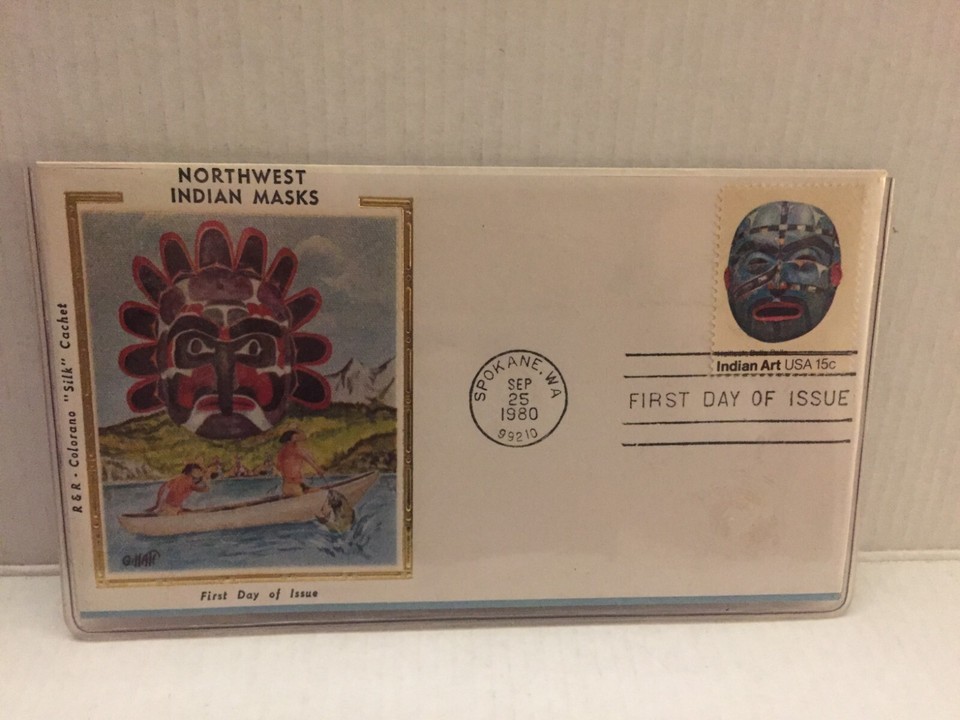 NORTHWEST
INDIAN MASKS
R & R - Colorano "Silk" Cachet
First Day of Issue
SPOKANE, WA
SEP
25
1980
99210
Indian Art USA 15c
FIRST DAY OF ISSUE